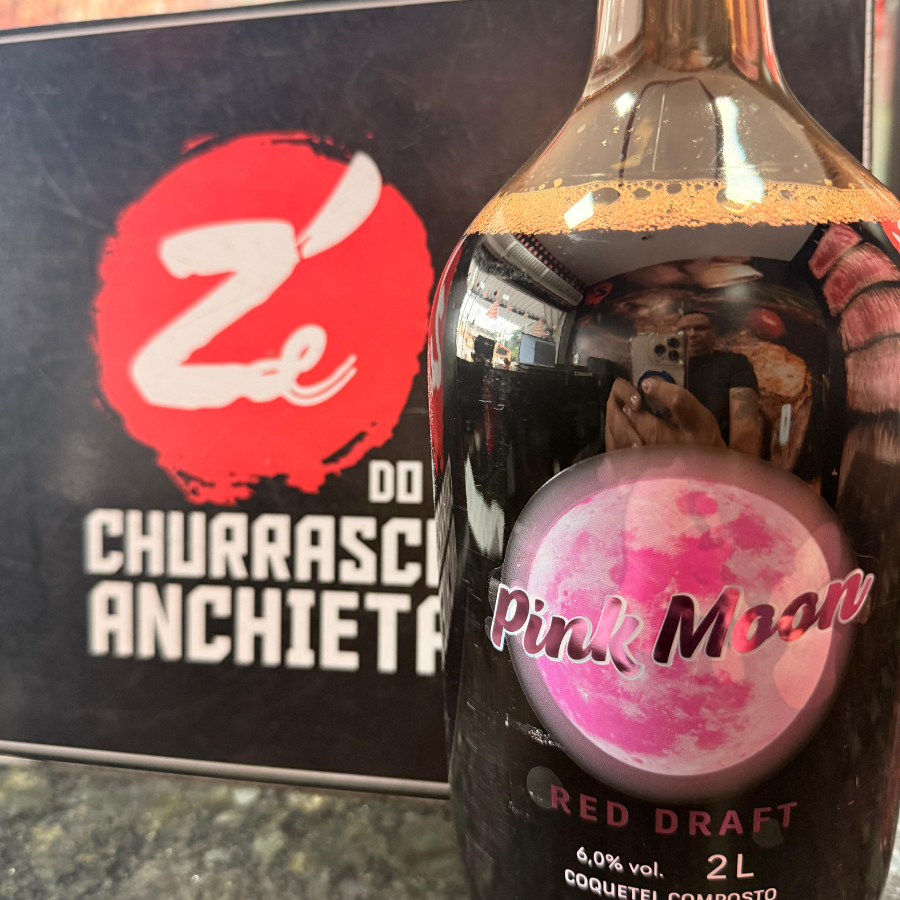 Zé
DO
CHURRASC
ANCHIETA
Pink Moon
RED DRAFT
6,0% vol. 2L
COQUETEL COMPOSTO